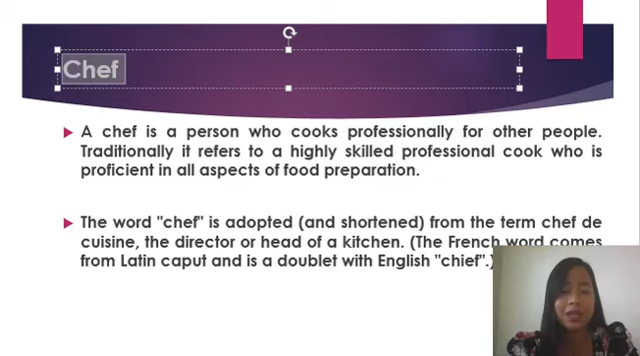 Chef
A chef is a person who cooks professionally for other people.
Traditionally it refers to a highly skilled professional cook who is
proficient in all aspects of food preparation.
The word "chef" is adopted (and shortened) from the term chef de
cuisine, the director or head of a kitchen. (The French word comes
from Latin caput and is a doublet with English "chief".)